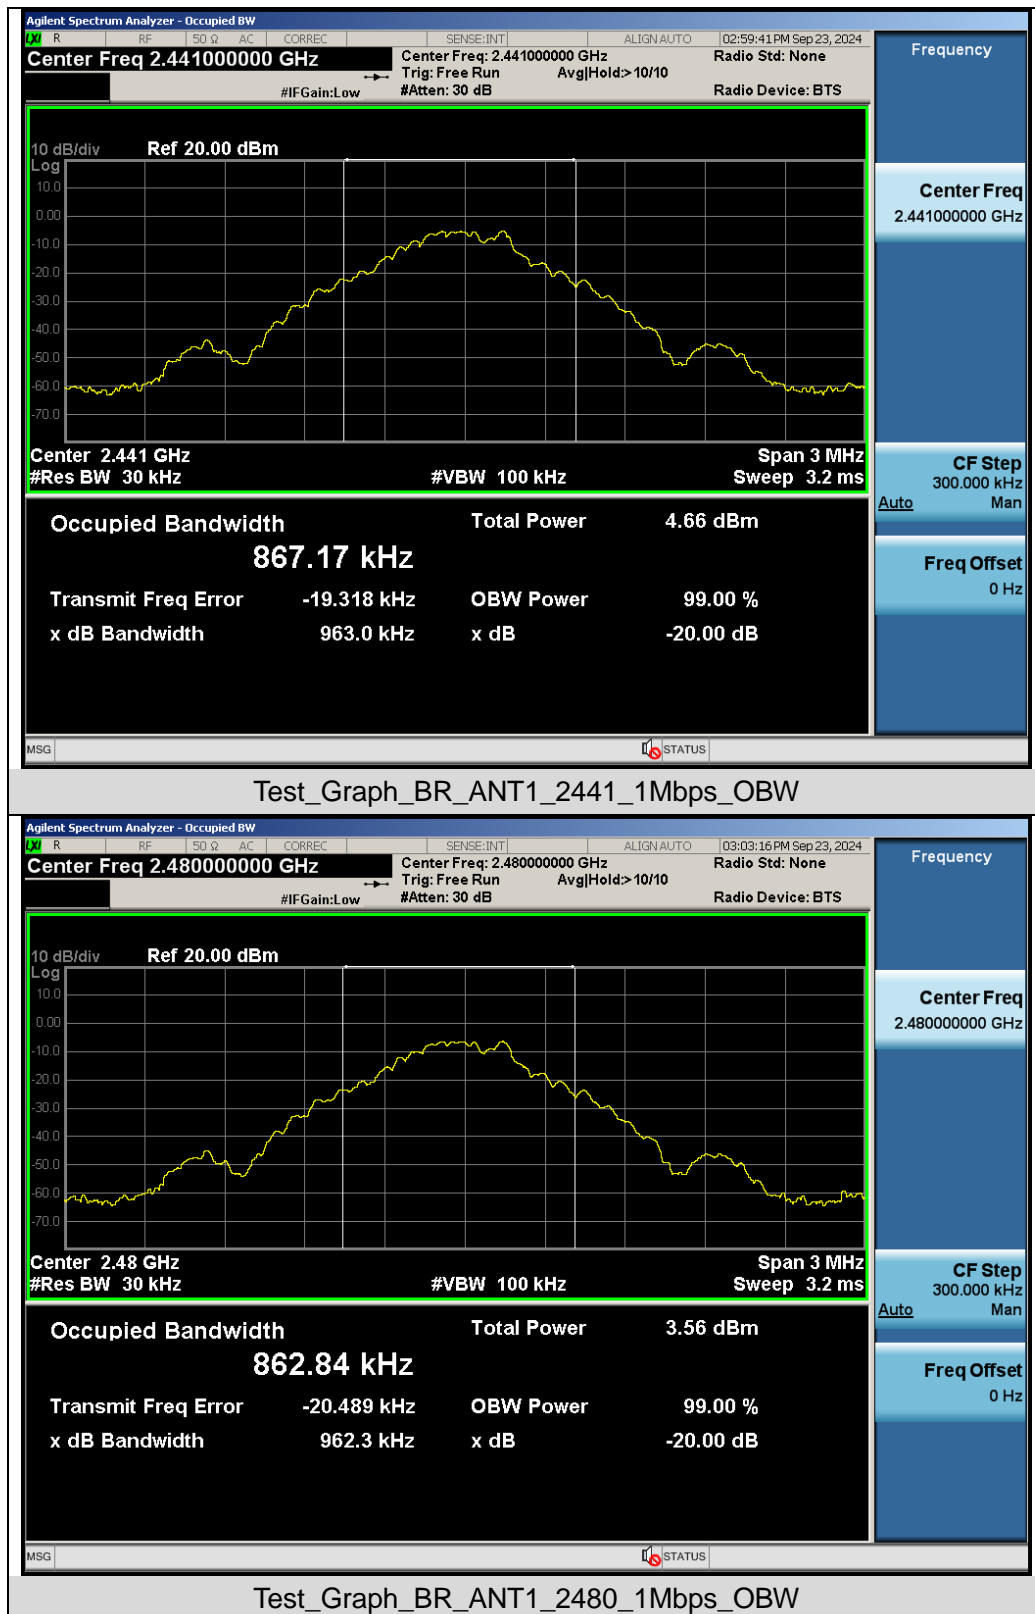 Agilent Spectrum Analyzer - Occupied BW
LXI R RF 50 Ω AC CORREC SENSE:INT ALIGN AUTO 02:59:41 PM Sep 23, 2024
Center Freq 2.441000000 GHz
Center Freq: 2.441000000 GHz
Radio Std: None
Trig: Free Run Avg|Hold:> 10/10
#IFGain:Low #Atten: 30 dB Radio Device: BTS
Frequency
10 dB/div Ref 20.00 dBm
Log
10.0
0.00
-10.0
-20.0
-30.0
-40.0
-50.0
-60.0
-70.0
Center 2.441 GHz Span 3 MHz
#Res BW 30 kHz #VBW 100 kHz Sweep 3.2 ms
Center Freq
2.441000000 GHz
CF Step
300.000 kHz
Auto Man
Freq Offset
0 Hz
Occupied Bandwidth Total Power 4.66 dBm
867.17 kHz
Transmit Freq Error -19.318 kHz OBW Power 99.00 %
x dB Bandwidth 963.0 kHz x dB -20.00 dB
MSG STATUS
Test_Graph_BR_ANT1_2441_1Mbps_OBW
Agilent Spectrum Analyzer - Occupied BW
LXI R RF 50 Ω AC CORREC SENSE:INT ALIGN AUTO 03:03:16 PM Sep 23, 2024
Center Freq 2.480000000 GHz
Center Freq: 2.480000000 GHz
Radio Std: None
Trig: Free Run Avg|Hold:> 10/10
#IFGain:Low #Atten: 30 dB Radio Device: BTS
Frequency
10 dB/div Ref 20.00 dBm
Log
10.0
0.00
-10.0
-20.0
-30.0
-40.0
-50.0
-60.0
-70.0
Center 2.48 GHz Span 3 MHz
#Res BW 30 kHz #VBW 100 kHz Sweep 3.2 ms
Center Freq
2.480000000 GHz
CF Step
300.000 kHz
Auto Man
Freq Offset
0 Hz
Occupied Bandwidth Total Power 3.56 dBm
862.84 kHz
Transmit Freq Error -20.489 kHz OBW Power 99.00 %
x dB Bandwidth 962.3 kHz x dB -20.00 dB
MSG STATUS
Test_Graph_BR_ANT1_2480_1Mbps_OBW